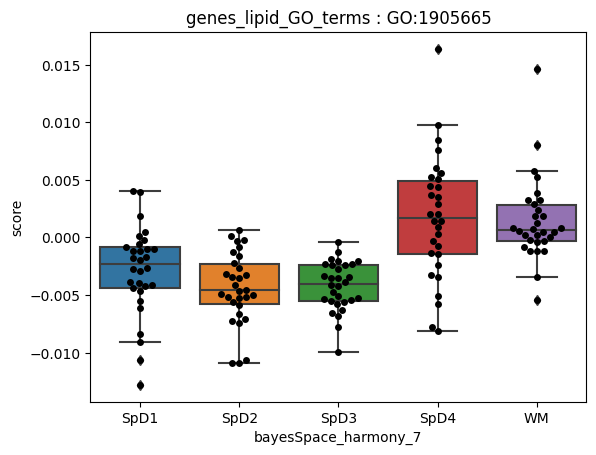 genes_lipid_GO_terms : GO:1905665
score
0.015
0.010
0.005
0.000
−0.005
−0.010
SpD1 SpD2 SpD3 SpD4 WM
bayesSpace_harmony_7